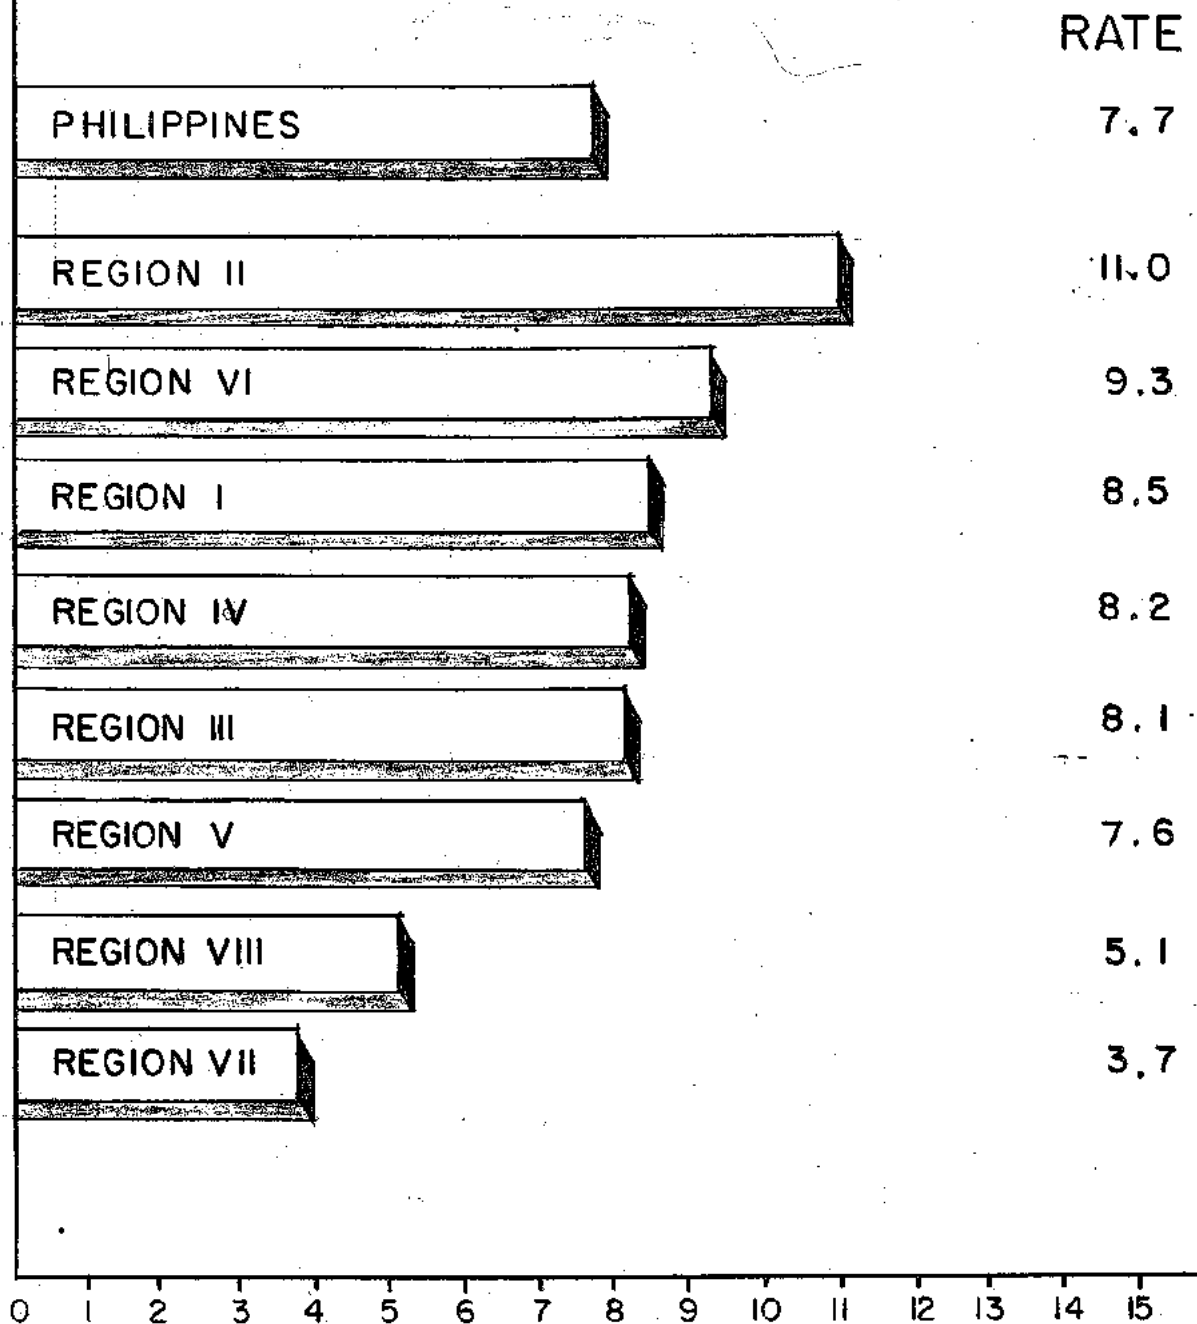 RATE
PHILIPPINES 7.7
REGION II 11.0
REGION VI 9.3
REGION I 8.5
REGION IV 8.2
REGION III 8.1
REGION V 7.6
REGION VIII 5.1
REGION VII 3.7
0 1 2 3 4 5 6 7 8 9 10 11 12 13 14 15